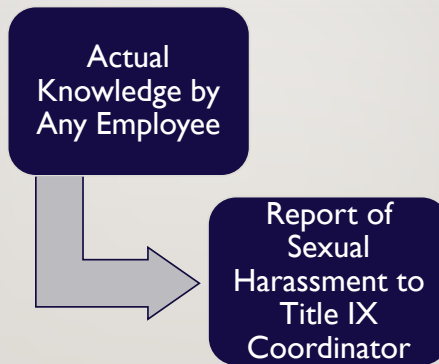 Actual
Knowledge by
Any Employee
Report of
Sexual
Harassment to
Title IX
Coordinator